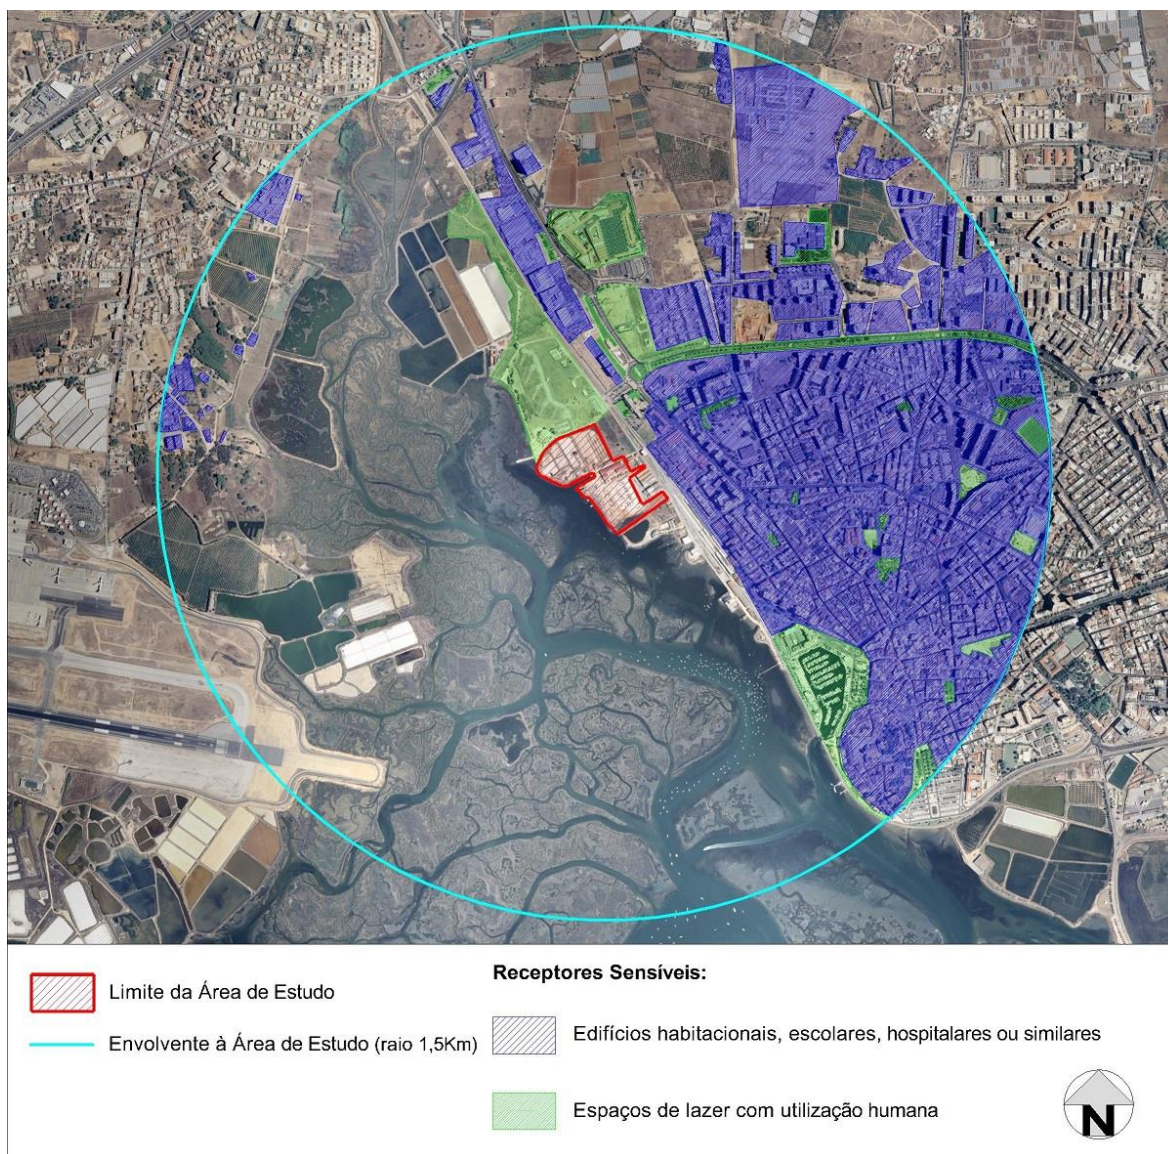 Limite da Área de Estudo
Envolvente à Área de Estudo (raio 1,5Km)
Receptores Sensíveis:
Edifícios habitacionais, escolares, hospitalares ou similares
Espaços de lazer com utilização humana
N